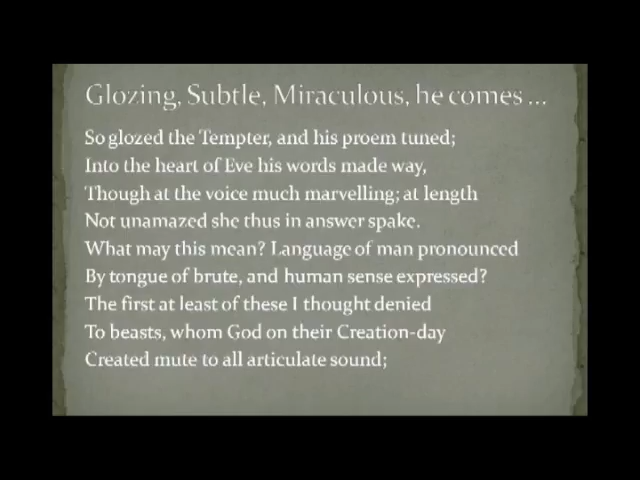 Glozing, Subtle, Miraculous, he comes ...
So glozed the Tempter, and his proem tuned;
Into the heart of Eve his words made way,
Though at the voice much marvelling; at length
Not unamazed she thus in answer spake.
What may this mean? Language of man pronounced
By tongue of brute, and human sense expressed?
The first at least of these I thought denied
To beasts, whom God on their Creation-day
Created mute to all articulate sound;